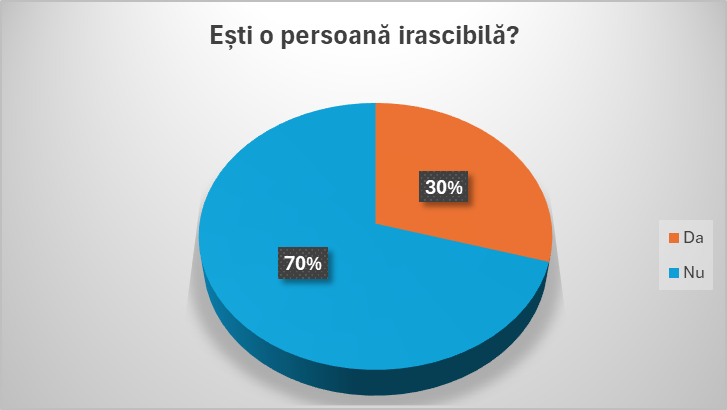 Ești o persoană irascibilă?
30%
70%
Da
Nu